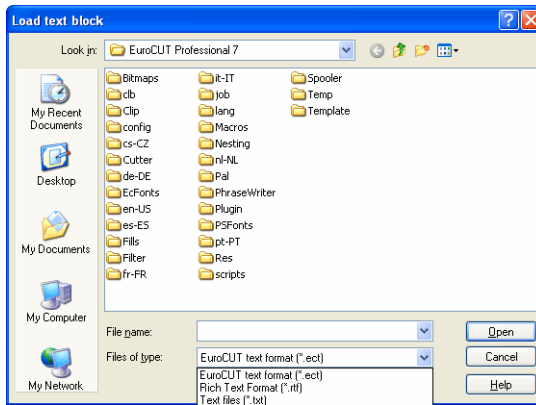 Load text block
Look in: EuroCUT Professional 7
My Recent
Documents
Desktop
My Documents
My Computer
My Network
Bitmaps
clb
Clip
config
cs-CZ
Cutter
de-DE
EcFonts
en-US
es-ES
Fills
Filter
fr-FR
it-IT
job
lang
Macros
Nesting
nl-NL
Pal
PhraseWriter
Plugin
PSFonts
pt-PT
Res
scripts
Spooler
Temp
Template
File name:
Open
Files of type: EuroCUT text format (*.ect)
Cancel
EuroCUT text format (*.ect)
Rich Text Format (*.rtf)
Text files (*.txt)
Help